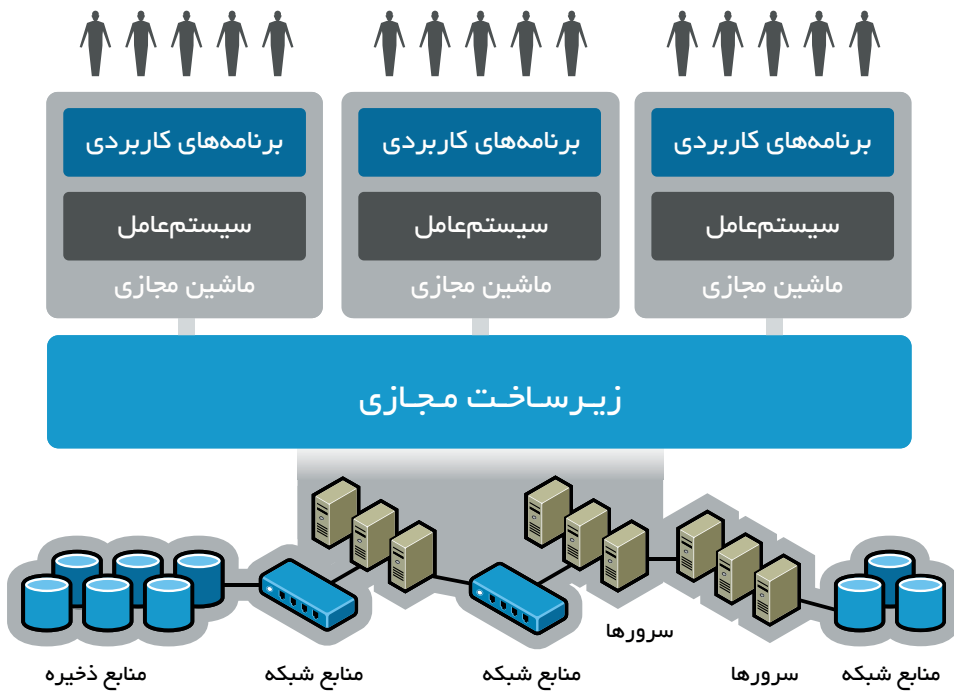 برنامه‌های کاربردی
برنامه‌های کاربردی
برنامه‌های کاربردی
سیستم‌عامل
سیستم‌عامل
سیستم‌عامل
ماشین مجازی
ماشین مجازی
ماشین مجازی
زیرساخت مجازی
سرورها
منابع شبکه
سرورها
منابع شبکه
منابع شبکه
منابع ذخیره